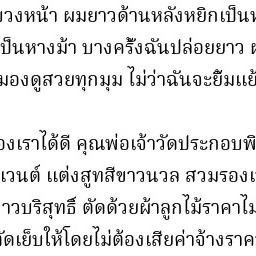 วงหน้า ผมยาวด้านหลังหยิกเป็น
ป็นหางม้า บางครั้งฉันปล่อยยาว
มองดูสวยทุกมุม ไม่ว่าฉันจะยิ้มแย้
องเราได้ดี คุณพ่อเจ้าวัดประกอบพิ
เวนต์ แต่งสูทสีขาวนวล สวมรองเ
าวบริสุทธิ์ ตัดด้วยผ้าลูกไม้ราคาไม
ัดเย็บให้โดยไม่ต้องเสียค่าจ้างราค